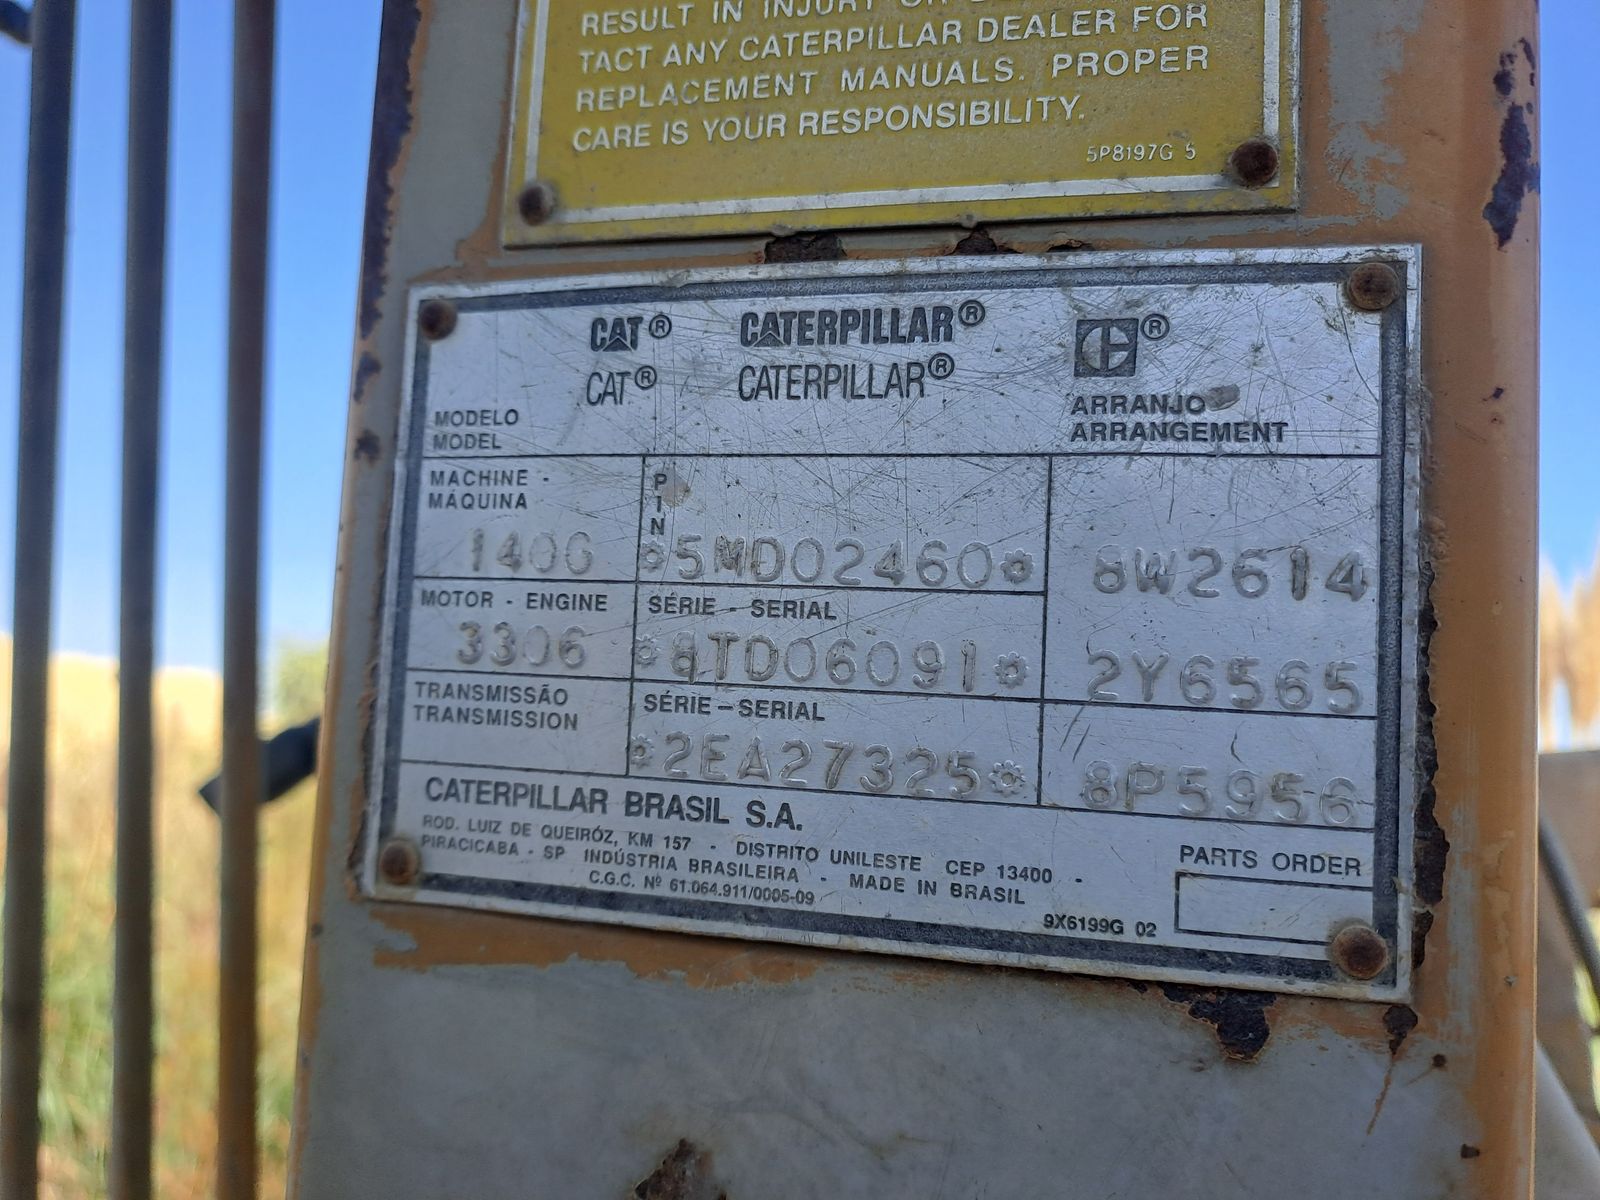 RESULT IN INJURY OR
TACT ANY CATERPILLAR DEALER FOR
REPLACEMENT MANUALS. PROPER
CARE IS YOUR RESPONSIBILITY.
5P8197G 5
CAT® CATERPILLAR® C®
CAT® CATERPILLAR®
MODELO ARRANJO
MODEL ARRANGEMENT
MACHINE - PIN
MÁQUINA
140G *5MD02460* 8W2614
MOTOR - ENGINE SÉRIE - SERIAL
3306 *8TD06091* 2Y6565
TRANSMISSÃO SÉRIE - SERIAL
TRANSMISSION
*2EA27325* 8P5956
CATERPILLAR BRASIL S.A.
ROD. LUIZ DE QUEIRÓZ, KM 157 - DISTRITO UNILESTE CEP 13400 -
PIRACICABA - SP INDÚSTRIA BRASILEIRA - MADE IN BRASIL
C.G.C. Nº 61.064.911/0005-09
PARTS ORDER
9X6199G 02